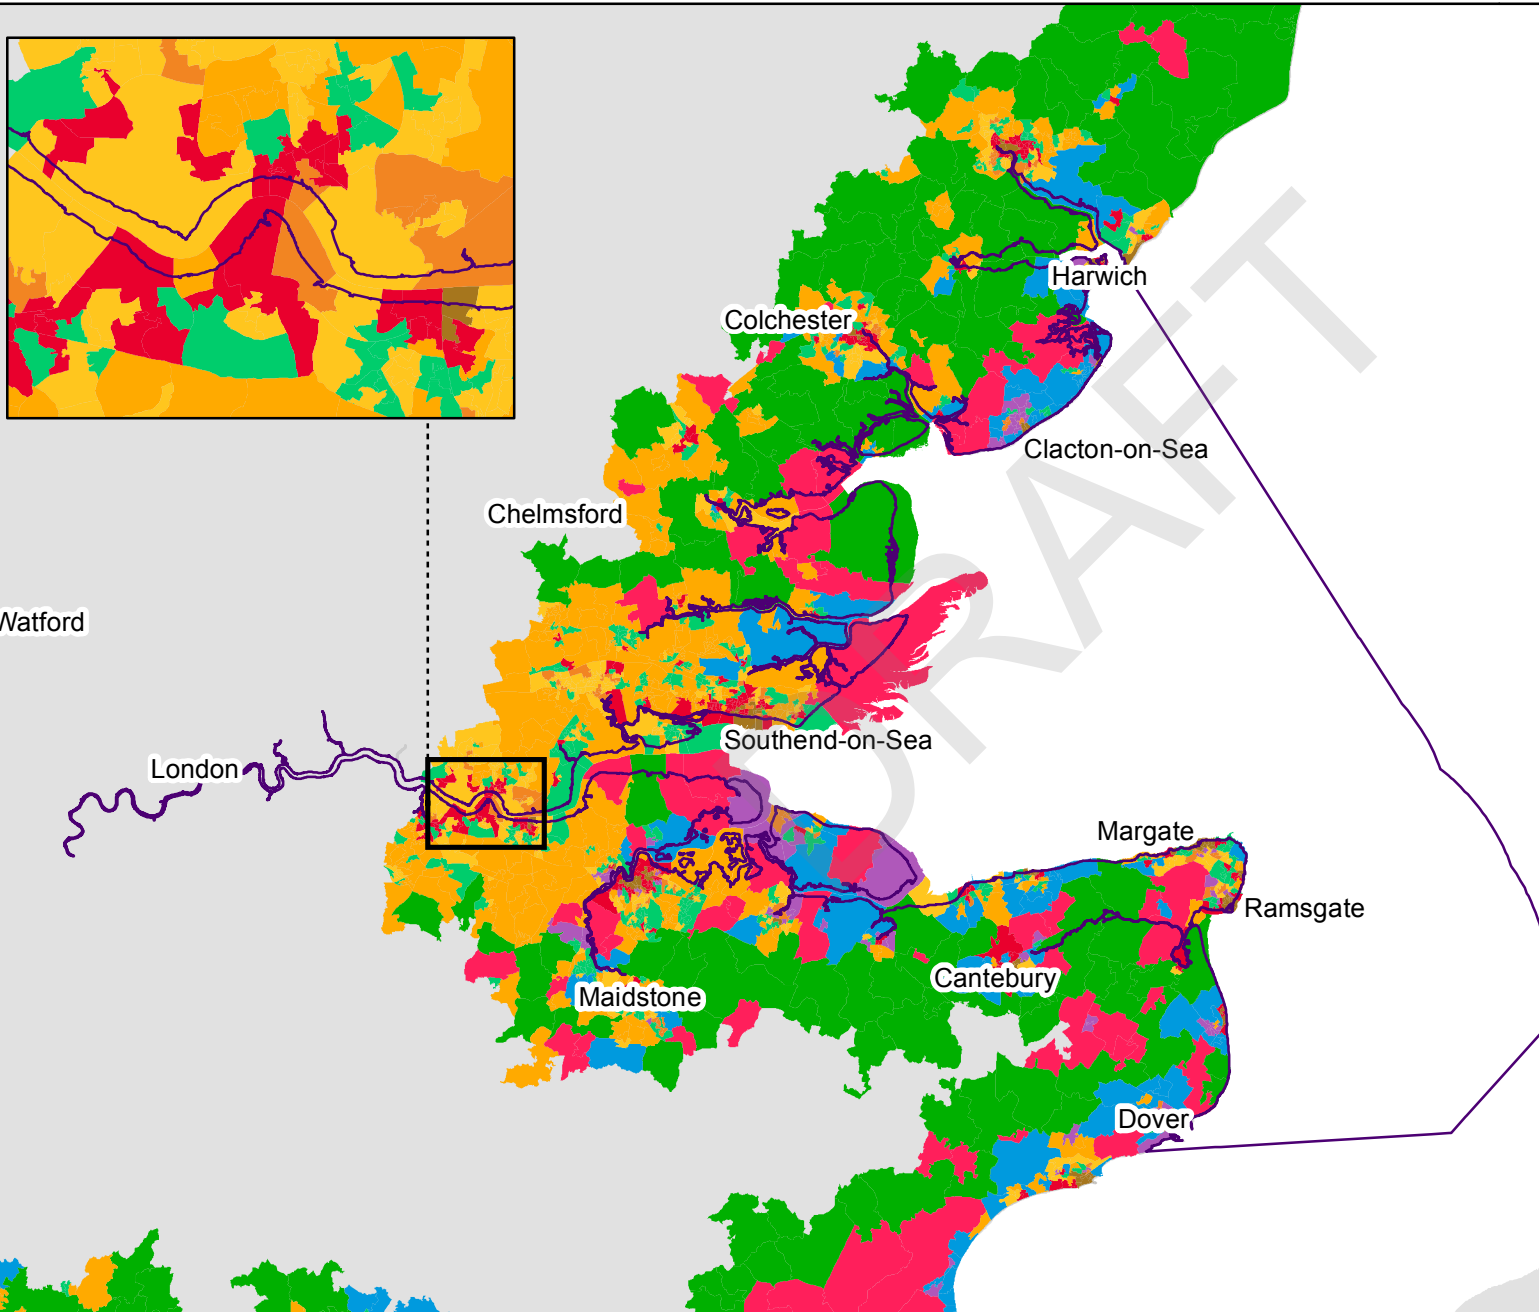 Harwich
Colchester
Clacton-on-Sea
Chelmsford
Watford
DRAFT
Southend-on-Sea
London
Margate
Ramsgate
Cantebury
Maidstone
Dover